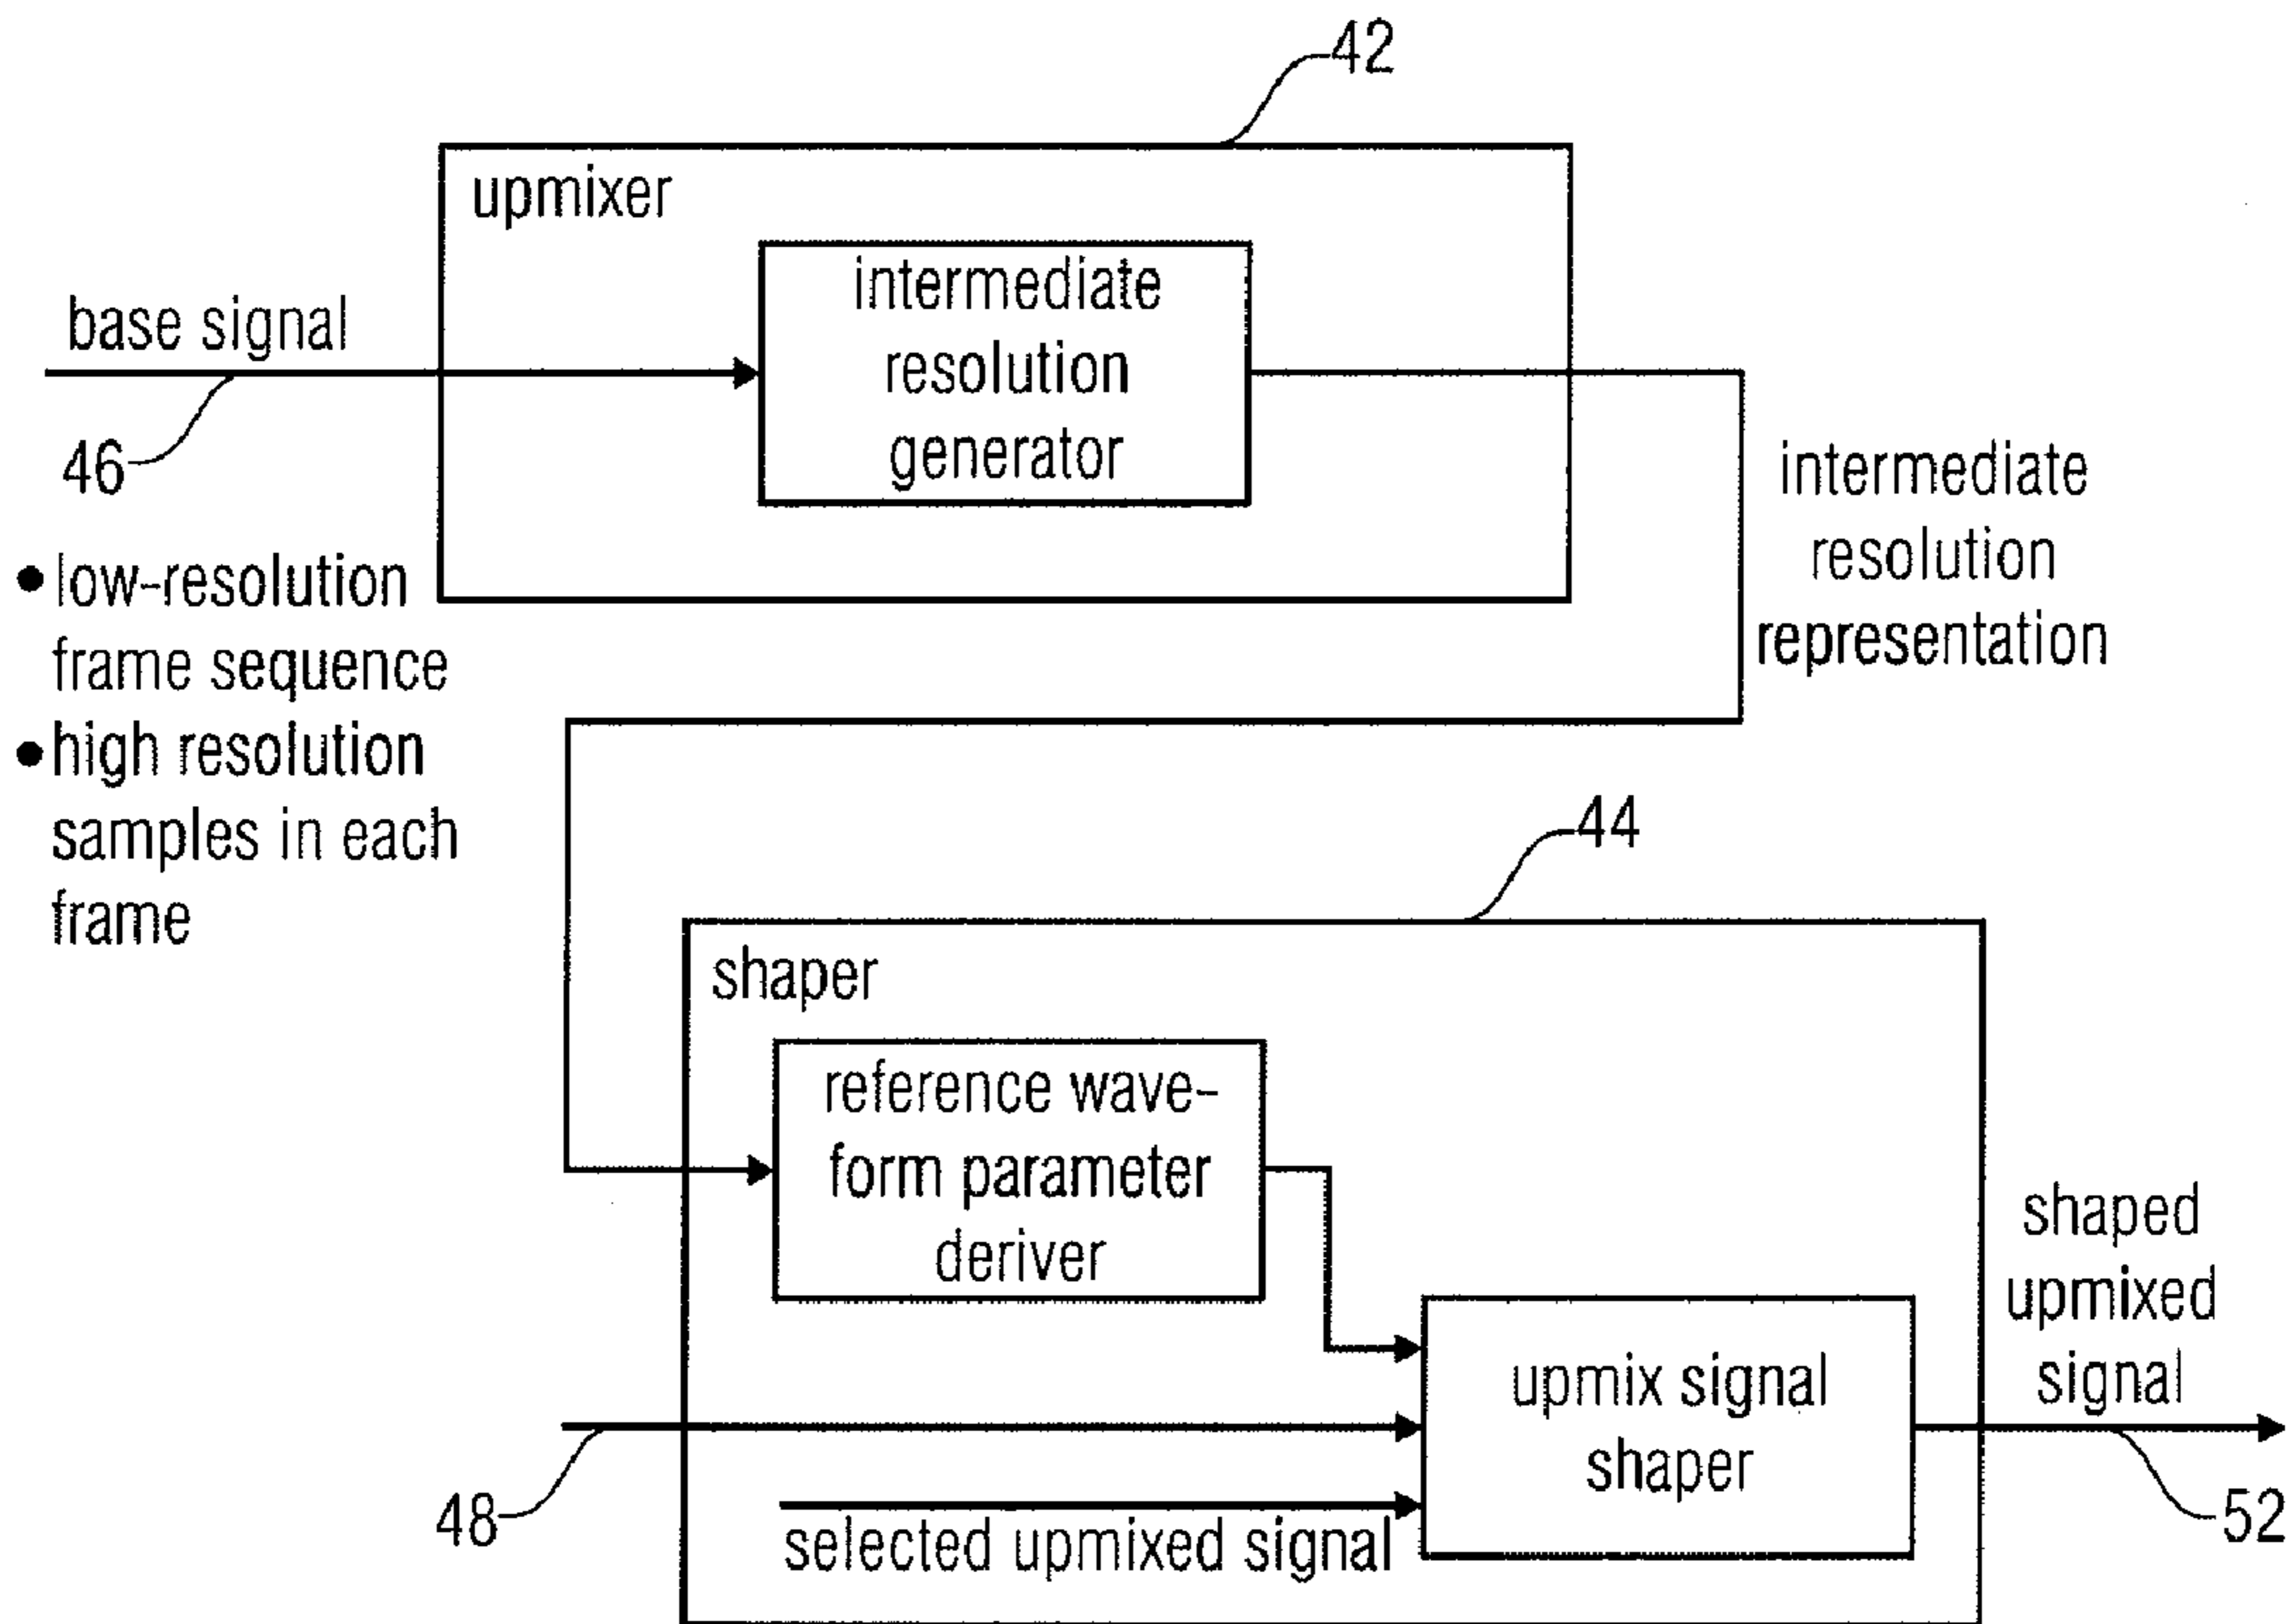 42
upmixer
intermediate
resolution
generator
base signal
46
• low-resolution
frame sequence
• high resolution
samples in each
frame
intermediate
resolution
representation
44
shaper
reference wave-
form parameter
deriver
upmix signal
shaper
48
selected upmixed signal
shaped
upmixed
signal
52